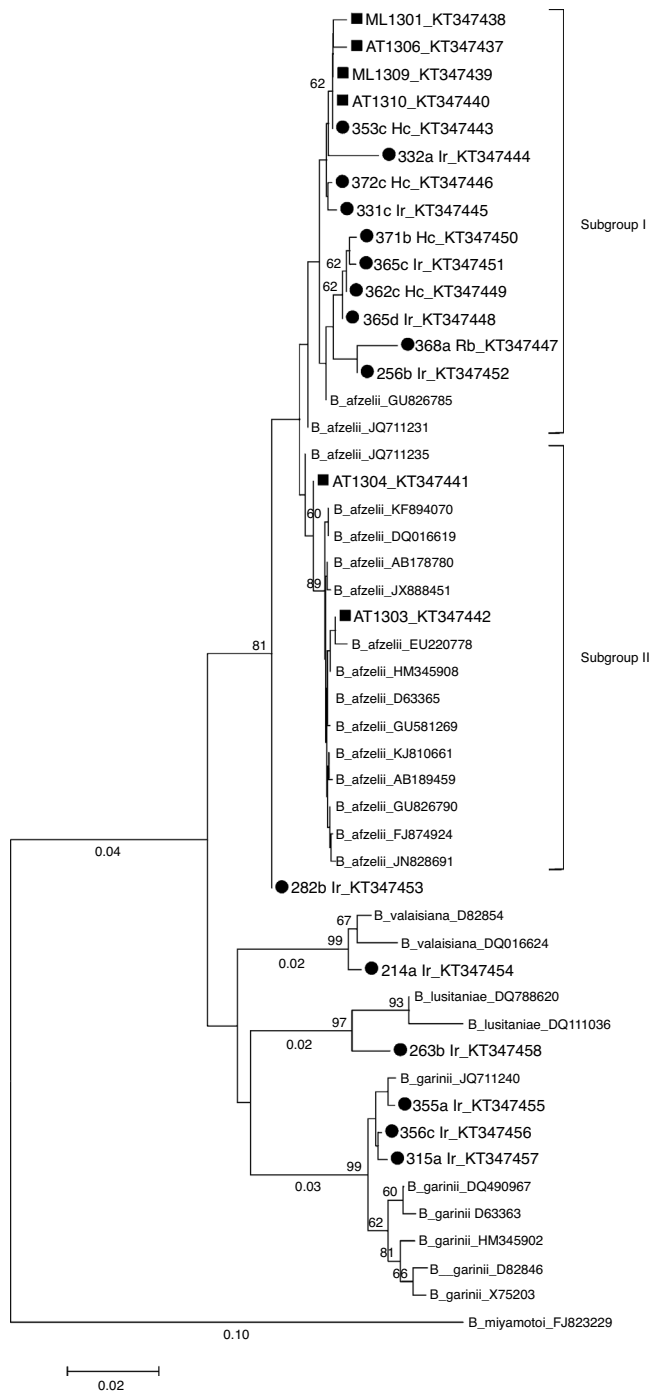 ML1301_KT347438
AT1306_KT347437
ML1309_KT347439
62
AT1310_KT347440
353c Hc_KT347443
332a Ir_KT347444
372c Hc_KT347446
331c Ir_KT347445
Subgroup I
371b Hc_KT347450
62
365c Ir_KT347451
62
362c Hc_KT347449
365d Ir_KT347448
368a Rb_KT347447
256b Ir_KT347452
B_afzelii_GU826785
B_afzelii_JQ711231
B_afzelii_JQ711235
AT1304_KT347441
60
B_afzelii_KF894070
B_afzelii_DQ016619
B_afzelii_AB178780
89
B_afzelii_JX888451
AT1303_KT347442
81
B_afzelii_EU220778
Subgroup II
B_afzelii_HM345908
B_afzelii_D63365
B_afzelii_GU581269
B_afzelii_KJ810661
B_afzelii_AB189459
B_afzelii_GU826790
B_afzelii_FJ874924
0.04
B_afzelii_JN828691
282b Ir_KT347453
67
B_valaisiana_D82854
99
B_valaisiana_DQ016624
0.02
214a Ir_KT347454
93
B_lusitaniae_DQ788620
97
B_lusitaniae_DQ111036
0.02
263b Ir_KT347458
B_garinii_JQ711240
355a Ir_KT347455
356c Ir_KT347456
99
315a Ir_KT347457
0.03
60
B_garinii_DQ490967
62
B_garinii D63363
81
B_garinii_HM345902
66
B__garinii_D82846
B_garinii_X75203
B_miyamotoi_FJ823229
0.10
0.02